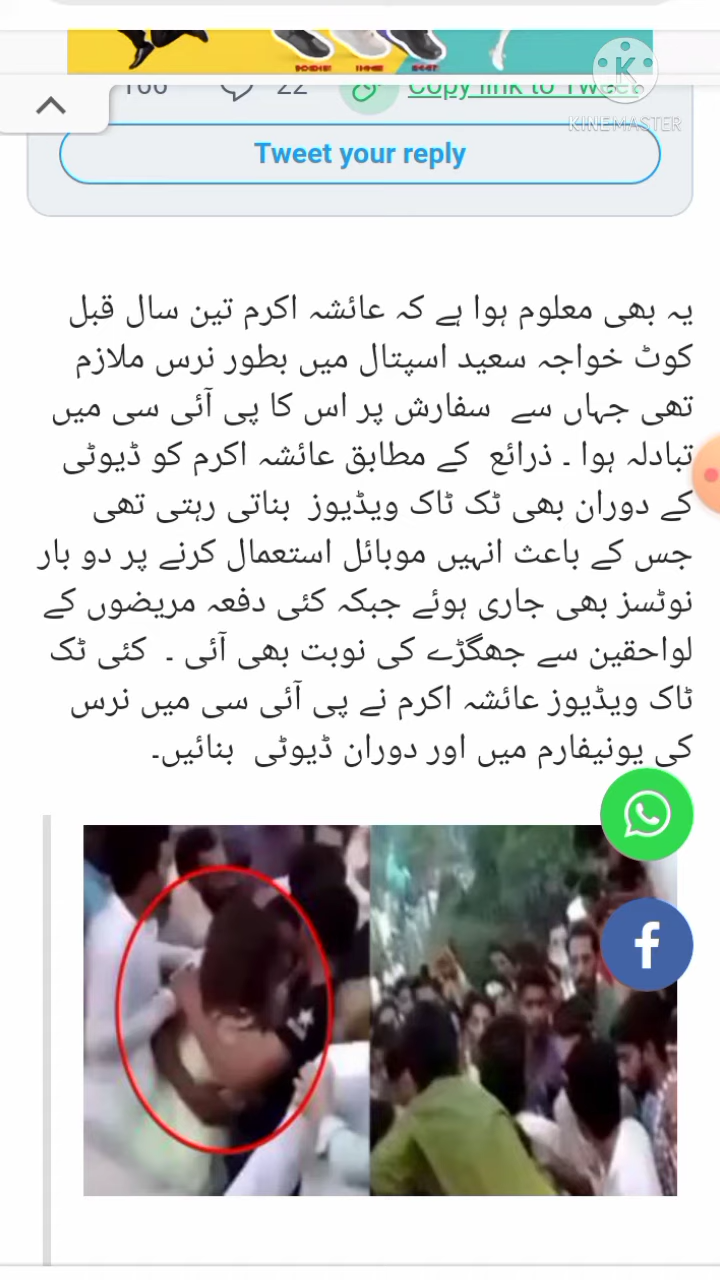 22
Copy link to Tweet
KINEMASTER
Tweet your reply
یہ بھی معلوم ہوا ہے کہ عائشہ اکرم تین سال قبل
کوٹ خواجہ سعید اسپتال میں بطور نرس ملازم
تھی جہاں سے سفارش پر اس کا پی آئی سی میں
تبادلہ ہوا ۔ ذرائع کے مطابق عائشہ اکرم کو ڈیوٹی
کے دوران بھی ٹک ٹاک ویڈیوز بناتی رہتی تھی
جس کے باعث انہیں موبائل استعمال کرنے پر دو بار
نوٹسز بھی جاری ہوئے جبکہ کئی دفعہ مریضوں کے
لواحقین سے جھگڑے کی نوبت بھی آئی ۔ کئی ٹک
ٹاک ویڈیوز عائشہ اکرم نے پی آئی سی میں نرس
کی یونیفارم میں اور دوران ڈیوٹی بنائیں۔